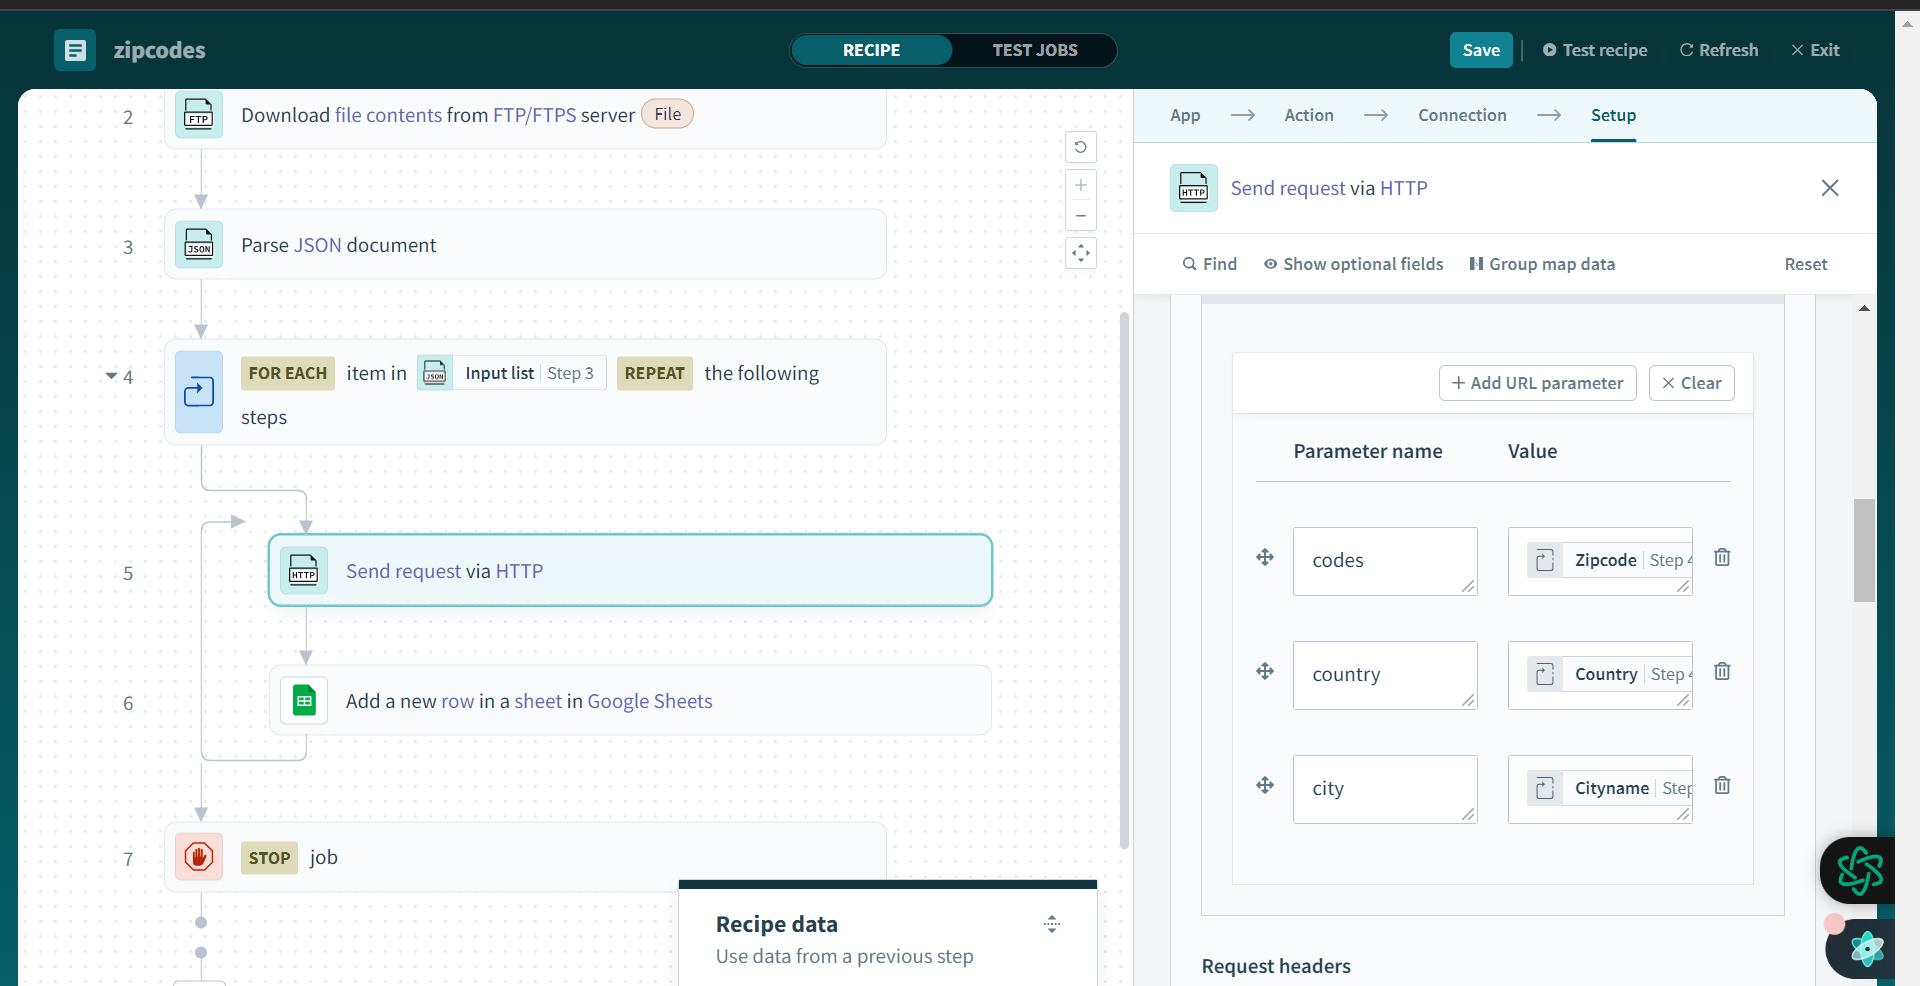 zipcodes
RECIPE
TEST JOBS
Save
Test recipe
Refresh
Exit
2
FTP
Download file contents from FTP/FTPS server
File
3
JSON
Parse JSON document
4
FOR EACH item in
JSON
Input list Step 3
REPEAT the following
steps
5
HTTP
Send request via HTTP
6
Add a new row in a sheet in Google Sheets
7
STOP job
Recipe data
Use data from a previous step
App
Action
Connection
Setup
HTTP
Send request via HTTP
Find
Show optional fields
Group map data
Reset
Add URL parameter
Clear
Parameter name
Value
codes
Zipcode Step 4
country
Country Step 4
city
Cityname Step
Request headers